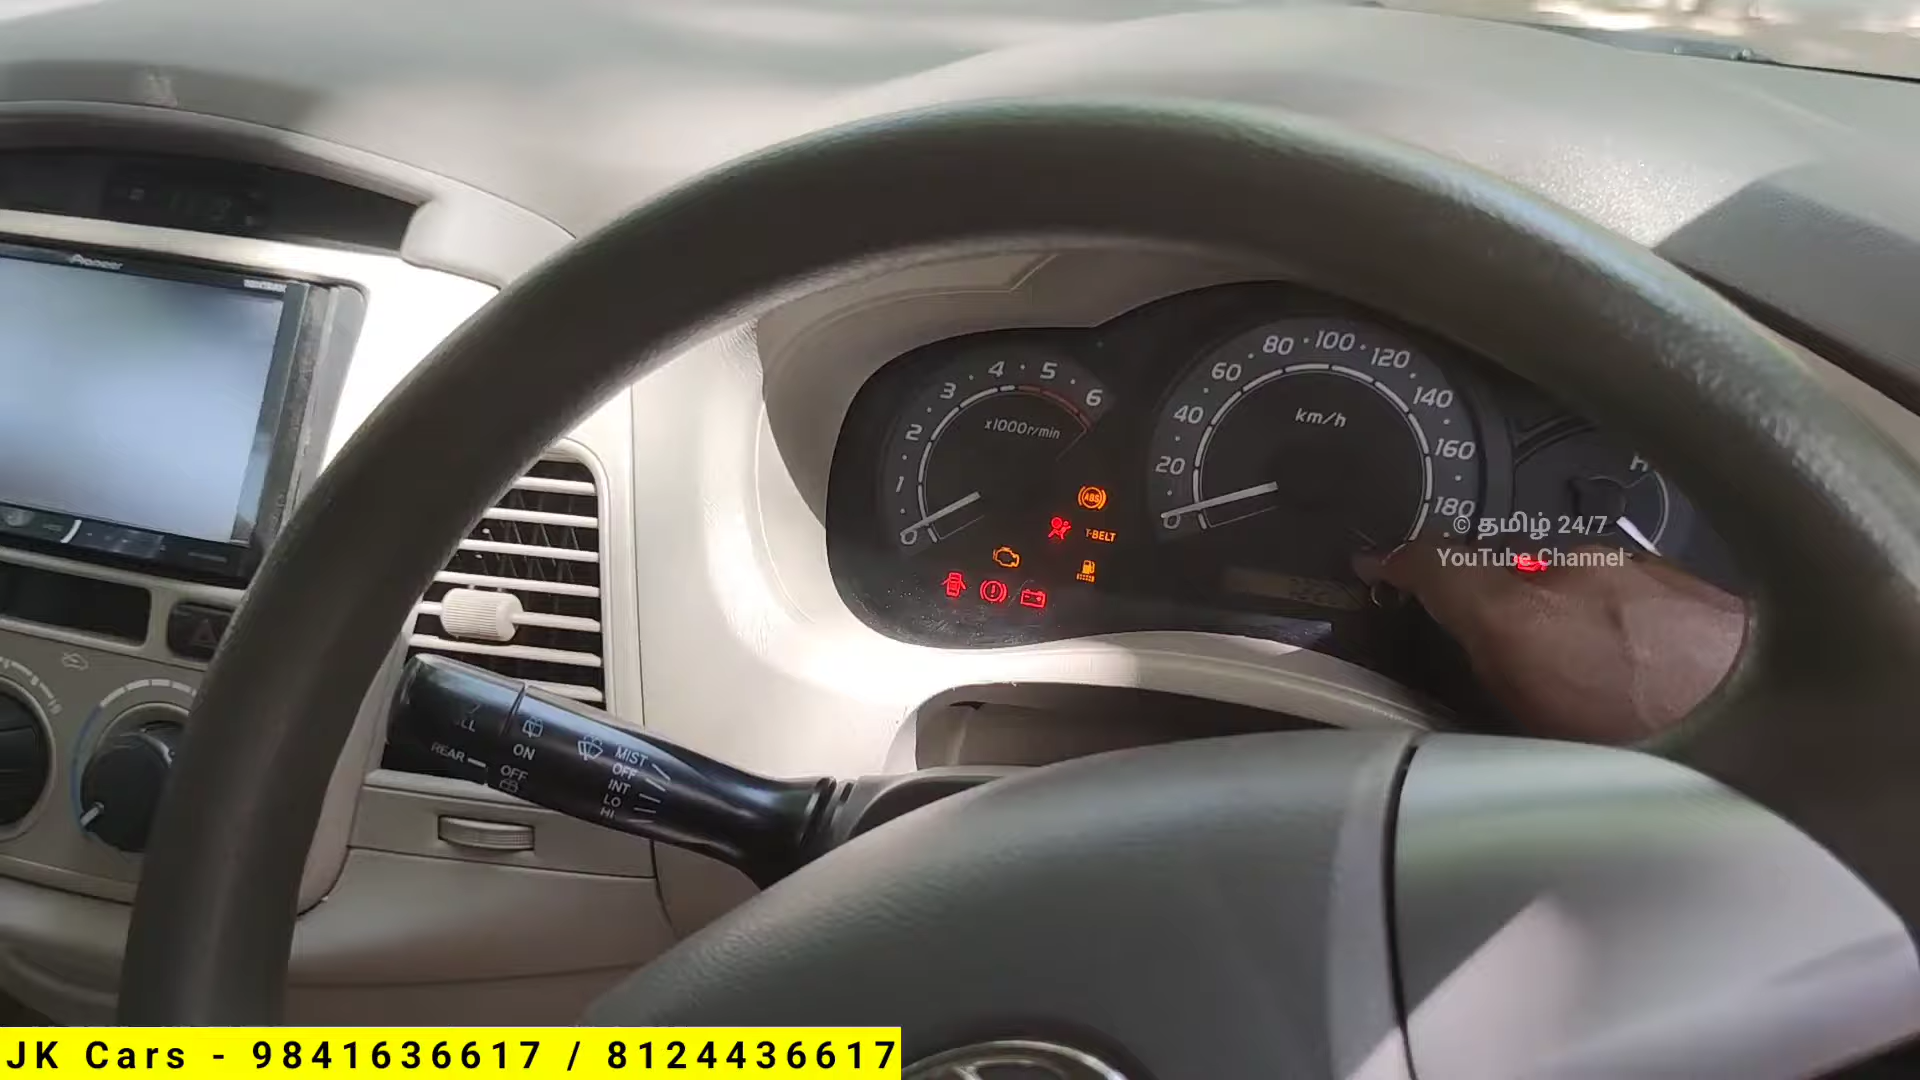 Pioneer
4
5
3
6
2
x1000r/min
1
0
80
100
120
60
140
40
km/h
160
20
180
0
H
ABS
T-BELT
© தமிழ் 24/7
YouTube Channel
REAR
ON
OFF
MIST
OFF
INT
LO
HI
JK Cars - 9841636617 / 8124436617